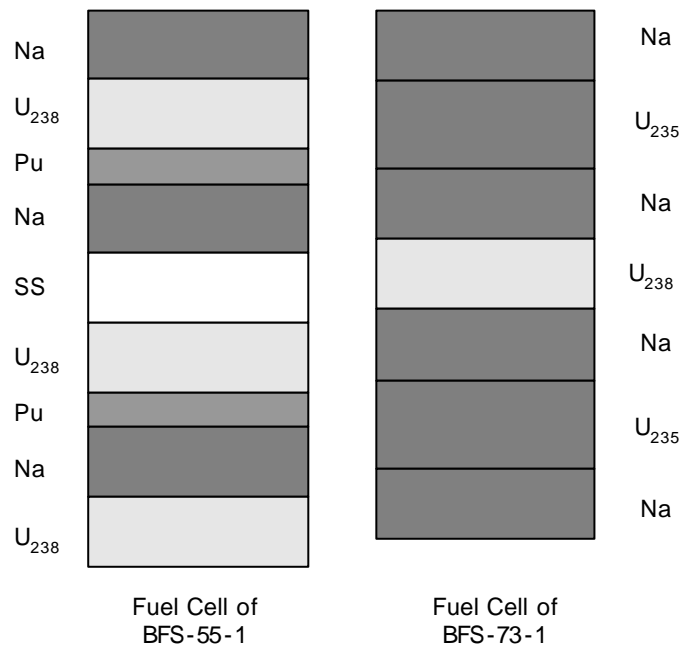 Na
U238
Pu
Na
SS
U238
Pu
Na
U238
Na
U235
Na
U238
Na
U235
Na
Fuel Cell of
BFS-55-1
Fuel Cell of
BFS-73-1